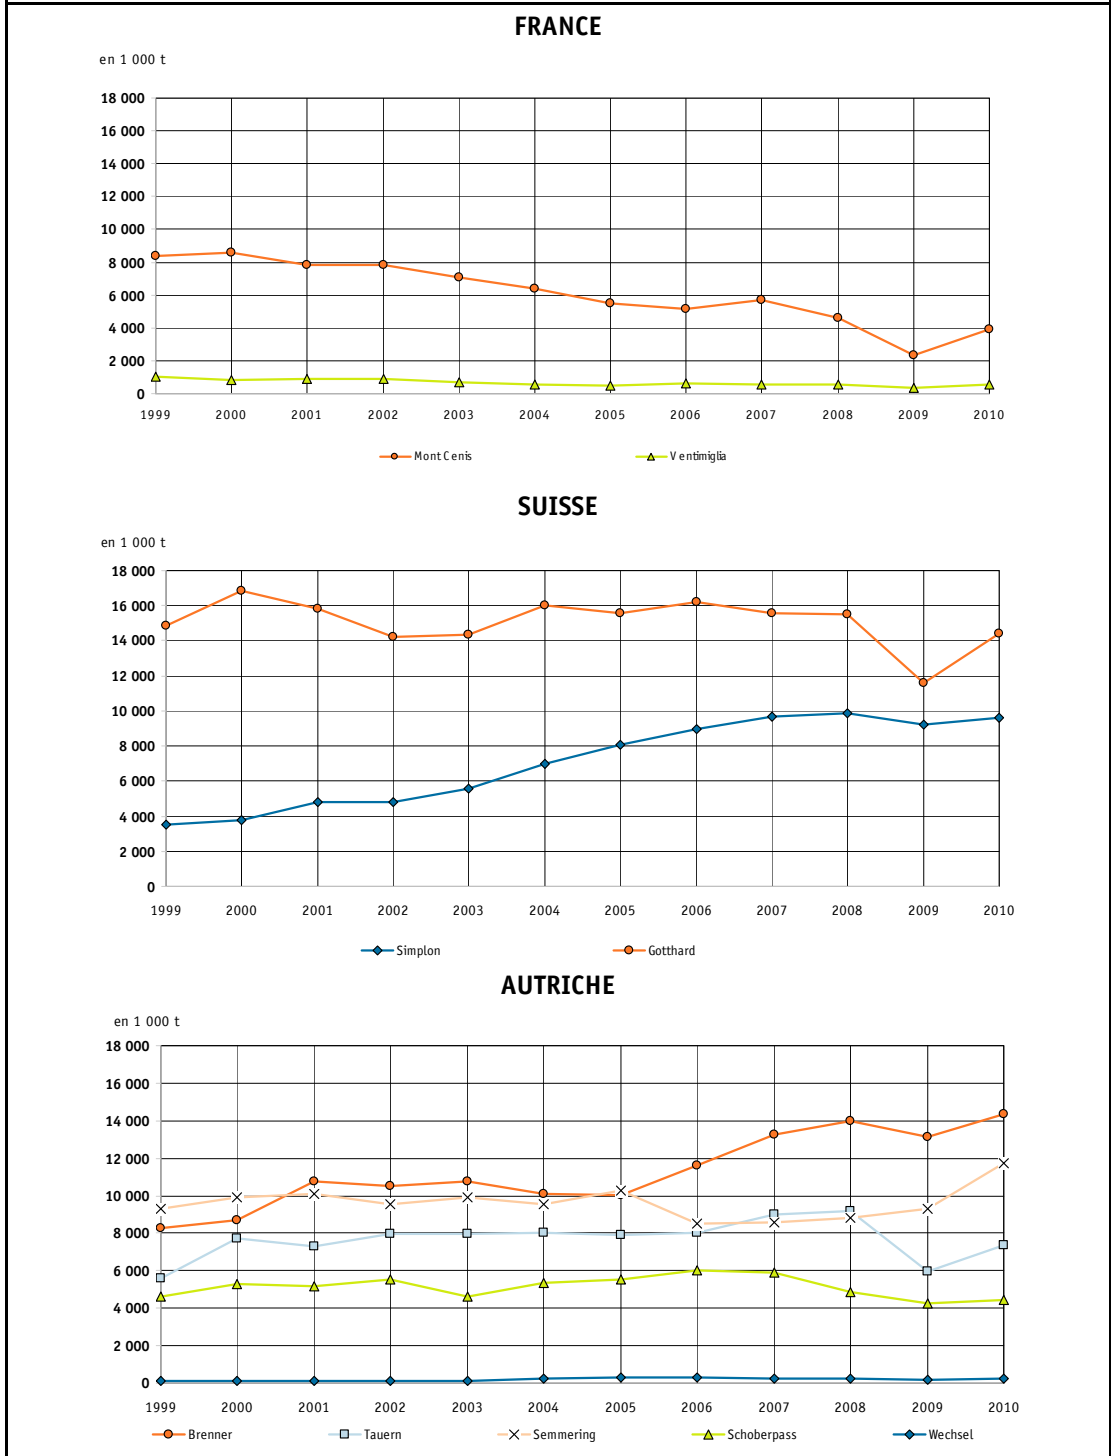 FRANCE
en 1 000 t
18 000
16 000
14 000
12 000
10 000
8 000
6 000
4 000
2 000
0
1999 2000 2001 2002 2003 2004 2005 2006 2007 2008 2009 2010
Mont Cenis Ventimiglia
SUISSE
en 1 000 t
18 000
16 000
14 000
12 000
10 000
8 000
6 000
4 000
2 000
0
1999 2000 2001 2002 2003 2004 2005 2006 2007 2008 2009 2010
Simplon Gotthard
AUTRICHE
en 1 000 t
18 000
16 000
14 000
12 000
10 000
8 000
6 000
4 000
2 000
0
1999 2000 2001 2002 2003 2004 2005 2006 2007 2008 2009 2010
Brenner Tauern Semmering Schoberpass Wechsel